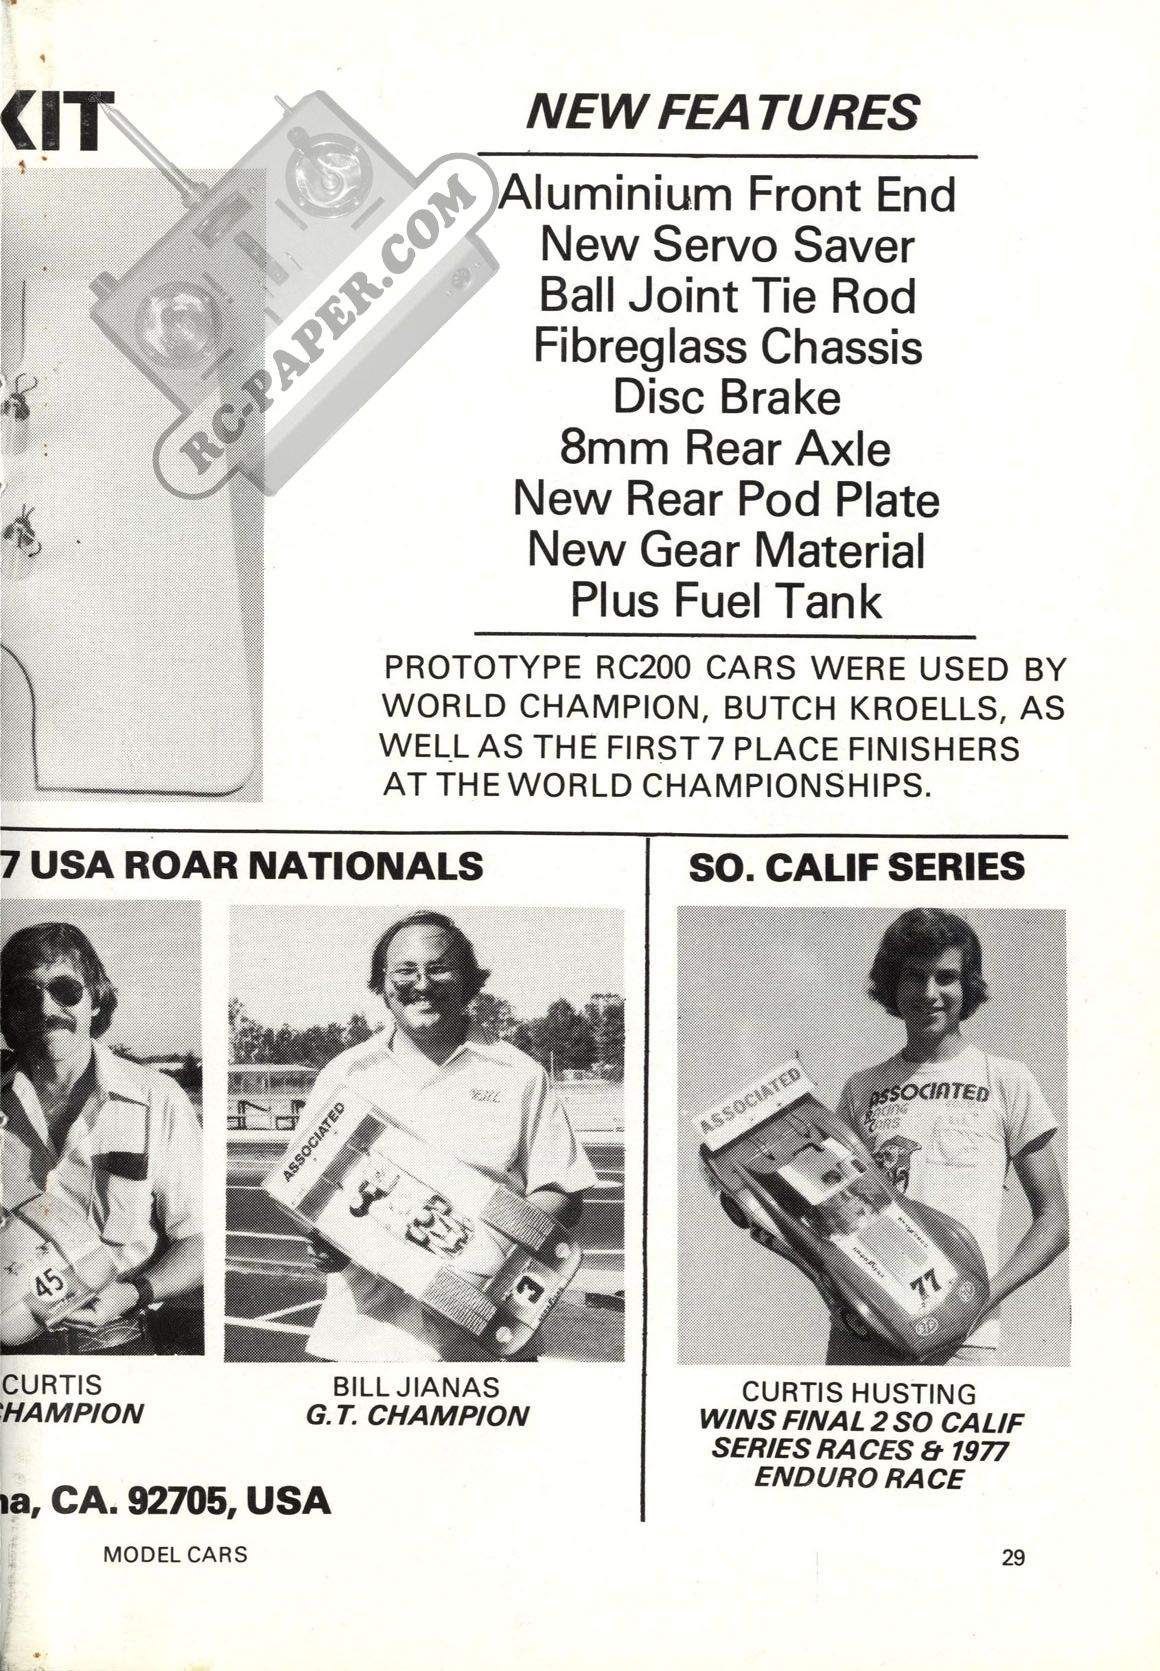 KIT
NEW FEATURES
Aluminium Front End
New Servo Saver
Ball Joint Tie Rod
Fibreglass Chassis
Disc Brake
8mm Rear Axle
New Rear Pod Plate
New Gear Material
Plus Fuel Tank
RC-PAPER.COM
PROTOTYPE RC200 CARS WERE USED BY
WORLD CHAMPION, BUTCH KROELLS, AS
WELL AS THE FIRST 7 PLACE FINISHERS
AT THE WORLD CHAMPIONSHIPS.
7 USA ROAR NATIONALS
45
ASSOCIATED
3
CURTIS
CHAMPION
BILL JIANAS
G.T. CHAMPION
SO. CALIF SERIES
ASSOCIATED
ASSOCIATED
RACING
CARS
77
CURTIS HUSTING
WINS FINAL 2 SO CALIF
SERIES RACES & 1977
ENDURO RACE
na, CA. 92705, USA
MODEL CARS
29